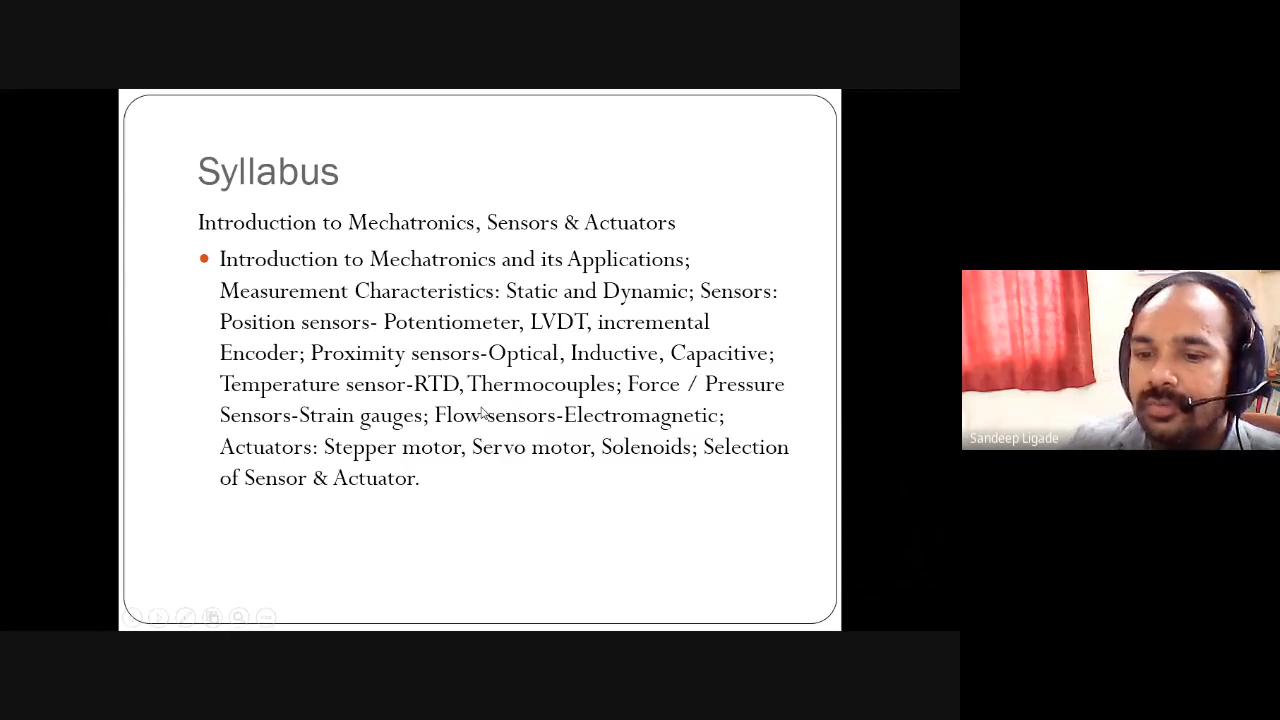 Syllabus
Introduction to Mechatronics, Sensors & Actuators
Introduction to Mechatronics and its Applications;
Measurement Characteristics: Static and Dynamic; Sensors:
Position sensors- Potentiometer, LVDT, incremental
Encoder; Proximity sensors-Optical, Inductive, Capacitive;
Temperature sensor-RTD, Thermocouples; Force / Pressure
Sensors-Strain gauges; Flow sensors-Electromagnetic;
Actuators: Stepper motor, Servo motor, Solenoids; Selection
of Sensor & Actuator.
Sandeep Ligade